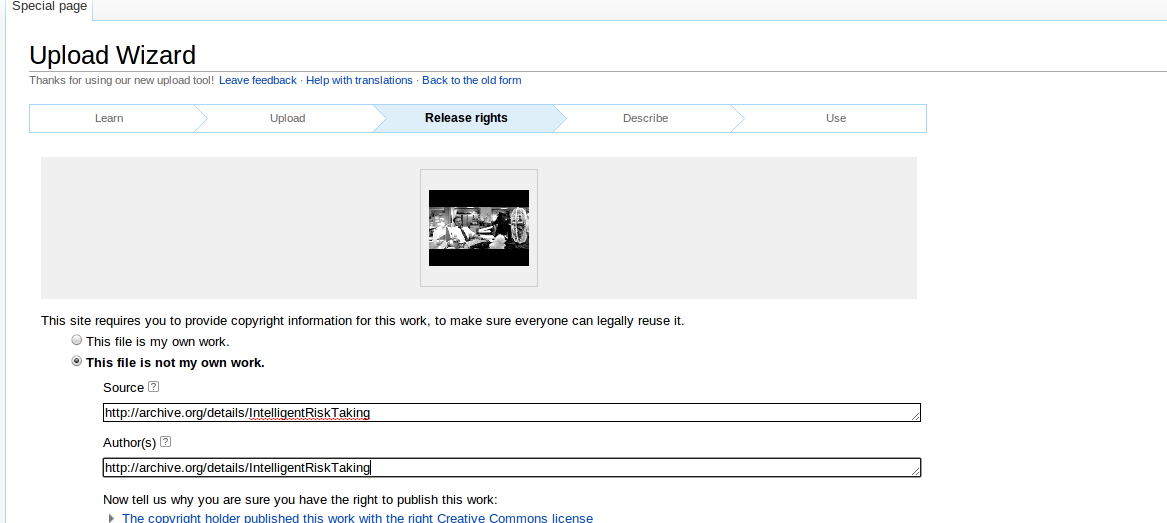 Special page
Upload Wizard
Thanks for using our new upload tool! Leave feedback · Help with translations · Back to the old form
Learn Upload Release rights Describe Use
This site requires you to provide copyright information for this work, to make sure everyone can legally reuse it.
This file is my own work.
This file is not my own work.
Source ?
http://archive.org/details/IntelligentRiskTaking
Author(s) ?
http://archive.org/details/IntelligentRiskTaking
Now tell us why you are sure you have the right to publish this work:
The copyright holder published this work with the right Creative Commons license